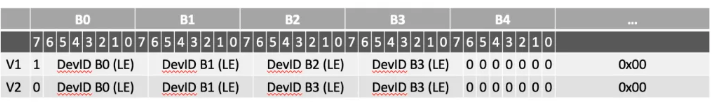 B0 B1 B2 B3 B4 ...
7 6 5 4 3 2 1 0 7 6 5 4 3 2 1 0 7 6 5 4 3 2 1 0 7 6 5 4 3 2 1 0 7 6 5 4 3 2 1 0
V1 1 DevID B0 (LE) DevID B1 (LE) DevID B2 (LE) DevID B3 (LE) 0 0 0 0 0 0 0 0 0x00
V2 0 DevID B0 (LE) DevID B1 (LE) DevID B3 (LE) DevID B3 (LE) 0 0 0 0 0 0 0 0 0x00